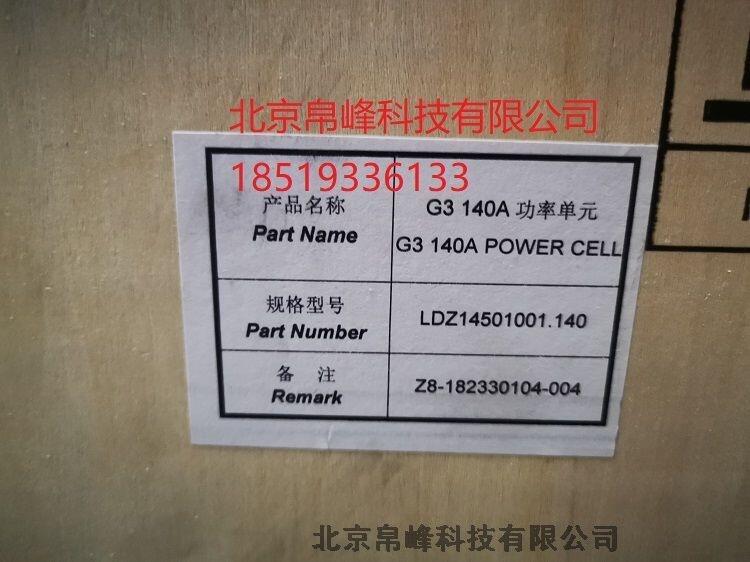 北京帛峰科技有限公司
18519336133
产品名称
Part Name
G3 140A 功率单元
G3 140A POWER CELL
规格型号
Part Number
LDZ14501001.140
备 注
Remark
Z8-182330104-004
北京帛峰科技有限公司